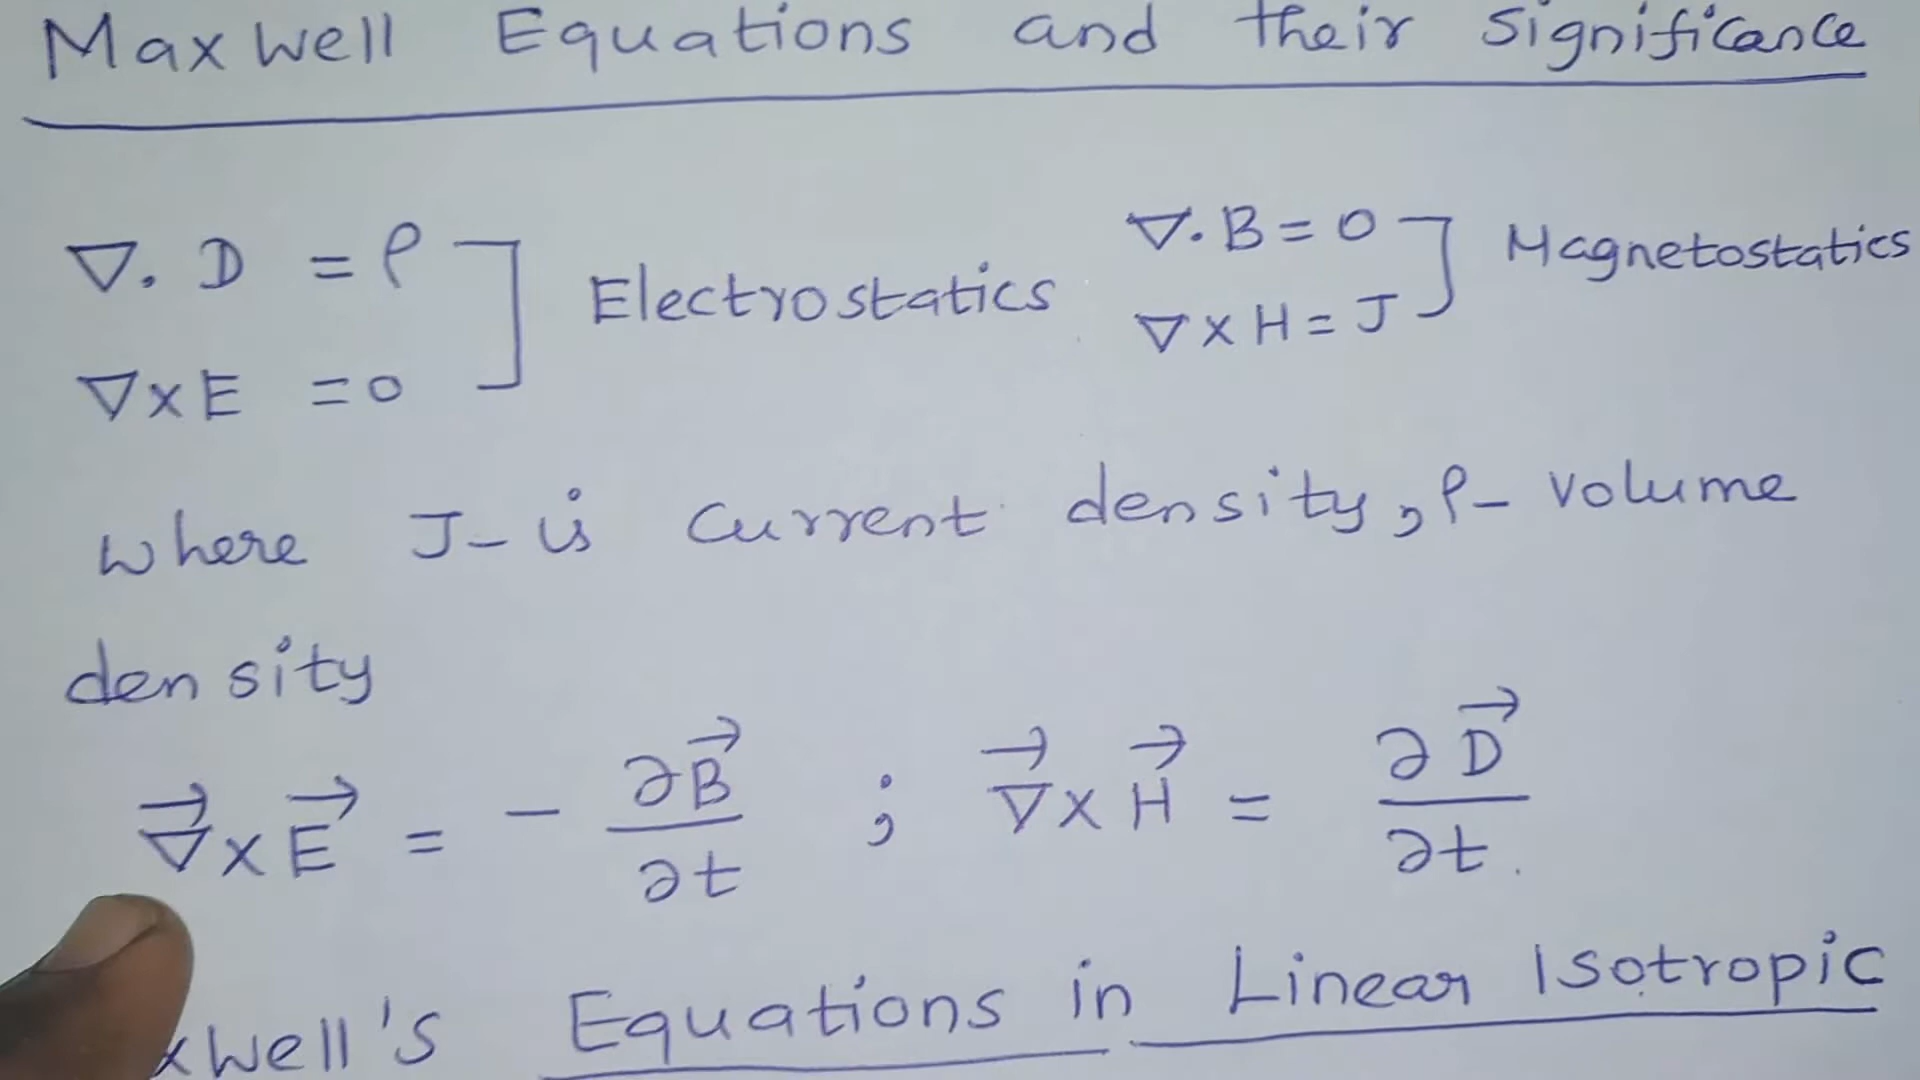 Maxwell Equations and their significance
∇. D = ρ
∇×E = 0
Electrostatics
∇. B = 0
∇×H = J
Magnetostatics
where J- is current density, ρ- volume
density
∇⃗×E⃗ = - ∂B⃗/∂t ; ∇⃗×H⃗ = ∂D⃗/∂t.
xwell's Equations in Linear Isotropic